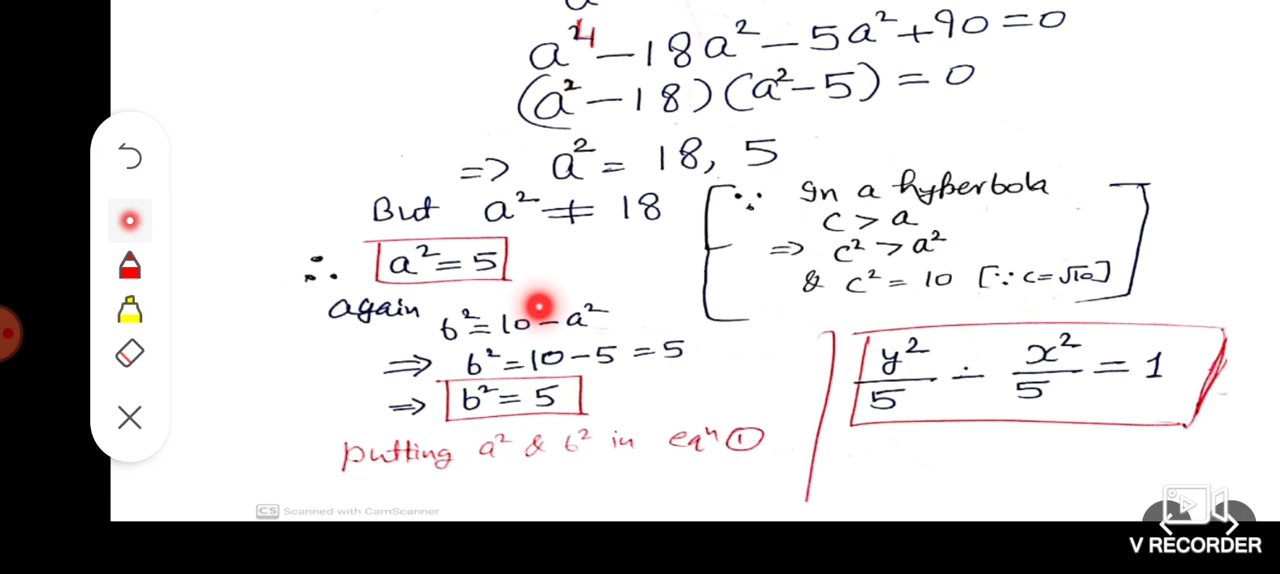 a⁴ - 18a² - 5a² + 90 = 0
(a² - 18) (a² - 5) = 0
=> a² = 18, 5
But a² ≠ 18
[∵ In a hyperbola
c > a
=> c² > a²
& c² = 10 [∵ c = √10]]
∴ a² = 5
again
b² = 10 - a²
=> b² = 10 - 5 = 5
=> b² = 5
putting a² & b² in eqⁿ ①
y²/5 - x²/5 = 1
CS Scanned with CamScanner
V RECORDER